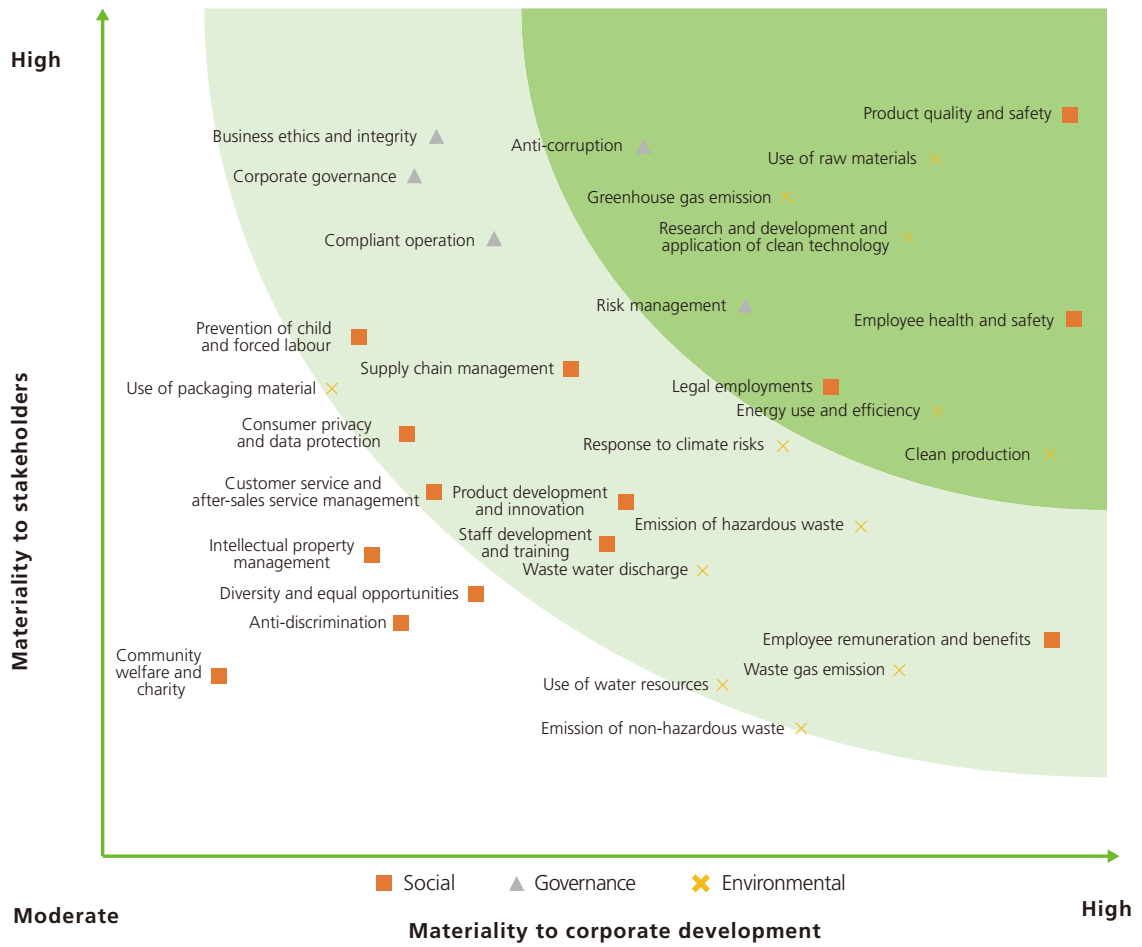 High
Product quality and safety
Business ethics and integrity
Anti-corruption
Use of raw materials
Corporate governance
Greenhouse gas emission
Research and development and
application of clean technology
Compliant operation
Risk management
Employee health and safety
Prevention of child
and forced labour
Supply chain management
Use of packaging material
Legal employments
Energy use and efficiency
Consumer privacy
and data protection
Response to climate risks
Clean production
Customer service and
after-sales service management
Product development
and innovation
Emission of hazardous waste
Staff development
and training
Intellectual property
management
Waste water discharge
Diversity and equal opportunities
Anti-discrimination
Employee remuneration and benefits
Community
welfare and
charity
Waste gas emission
Use of water resources
Emission of non-hazardous waste
Materiality to stakeholders
Social
Governance
Environmental
Moderate
High
Materiality to corporate development